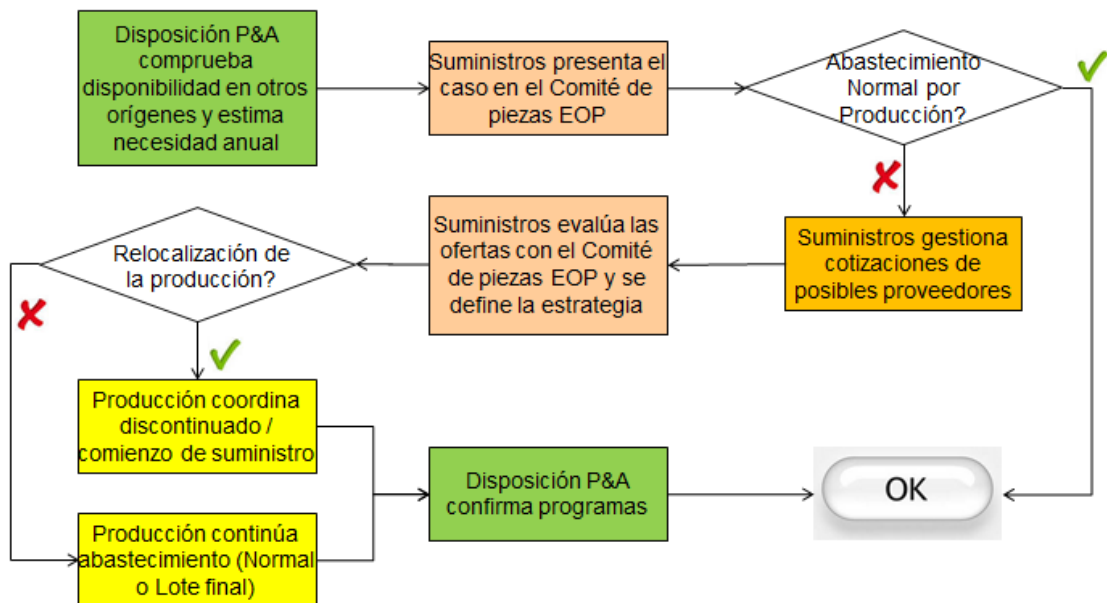 Disposición P&A
comprueba
disponibilidad en otros
orígenes y estima
necesidad anual
Suministros presenta el
caso en el Comité de
piezas EOP
Abastecimiento
Normal por
Producción?
Suministros gestiona
cotizaciones de
posibles proveedores
Suministros evalúa las
ofertas con el Comité
de piezas EOP y se
define la estrategia
Relocalización de
la producción?
Producción coordina
discontinuado /
comienzo de suministro
Producción continúa
abastecimiento (Normal
o Lote final)
Disposición P&A
confirma programas
OK